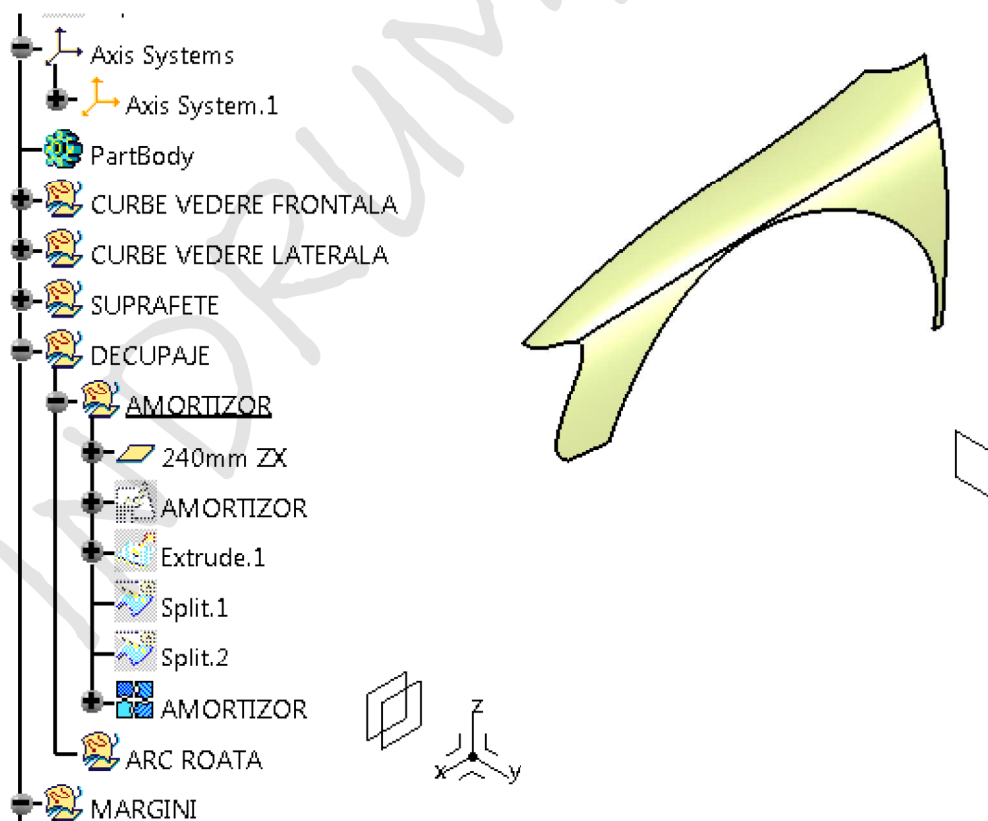 Axis Systems
Axis System.1
PartBody
CURBE VEDERE FRONTALA
CURBE VEDERE LATERALA
SUPRAFETE
DECUPAJE
AMORTIZOR
240mm ZX
AMORTIZOR
Extrude.1
Split.1
Split.2
AMORTIZOR
ARC ROATA
MARGINI
z
x y